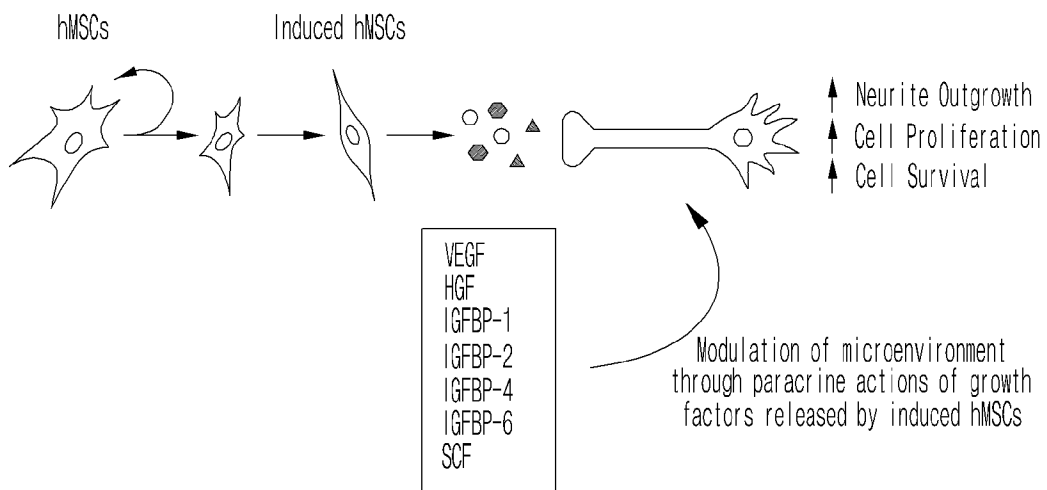 hMSCs
Induced hNSCs
Neurite Outgrowth
Cell Proliferation
Cell Survival
VEGF
HGF
IGFBP-1
IGFBP-2
IGFBP-4
IGFBP-6
SCF
Modulation of microenvironment
through paracrine actions of growth
factors released by induced hMSCs